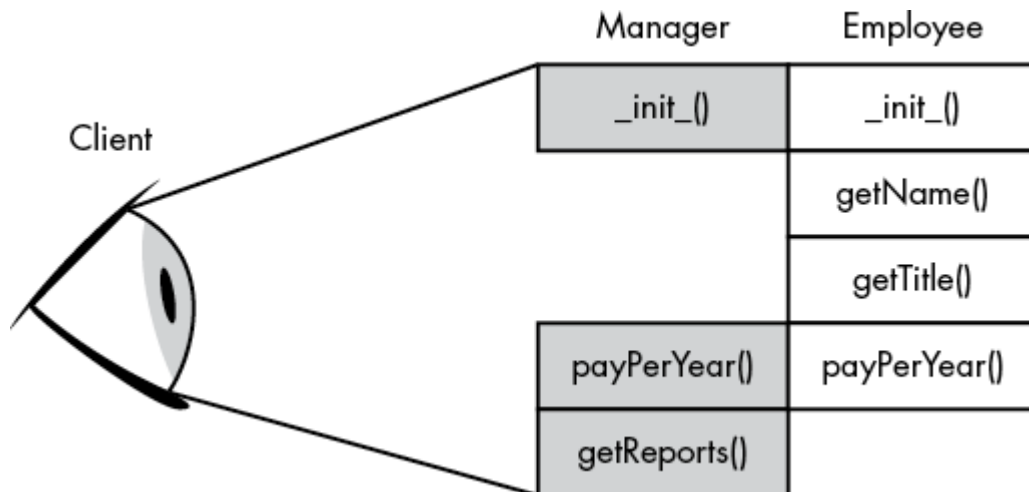 Manager Employee
Client
_init_() _init_()
getName()
getTitle()
payPerYear() payPerYear()
getReports()